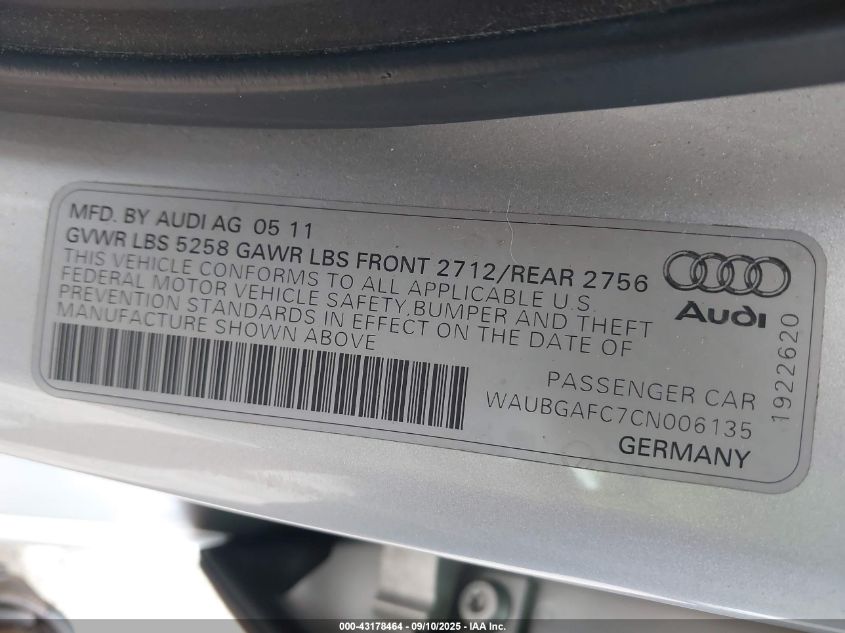 MFD. BY AUDI AG 05 11
GVWR LBS 5258 GAWR LBS FRONT 2712/REAR 2756
THIS VEHICLE CONFORMS TO ALL APPLICABLE U.S.
FEDERAL MOTOR VEHICLE SAFETY, BUMPER AND THEFT
PREVENTION STANDARDS IN EFFECT ON THE DATE OF
MANUFACTURE SHOWN ABOVE
Audi
1922620
PASSENGER CAR
WAUBGAFC7CN006135
GERMANY
000-43178464 - 09/10/2025 - IAA Inc.